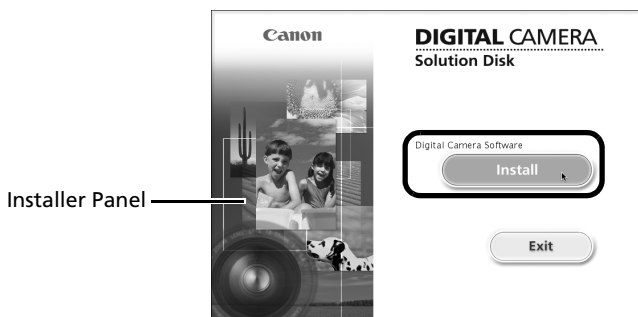 Canon
DIGITAL CAMERA
Solution Disk
Digital Camera Software
Install
Installer Panel
Exit